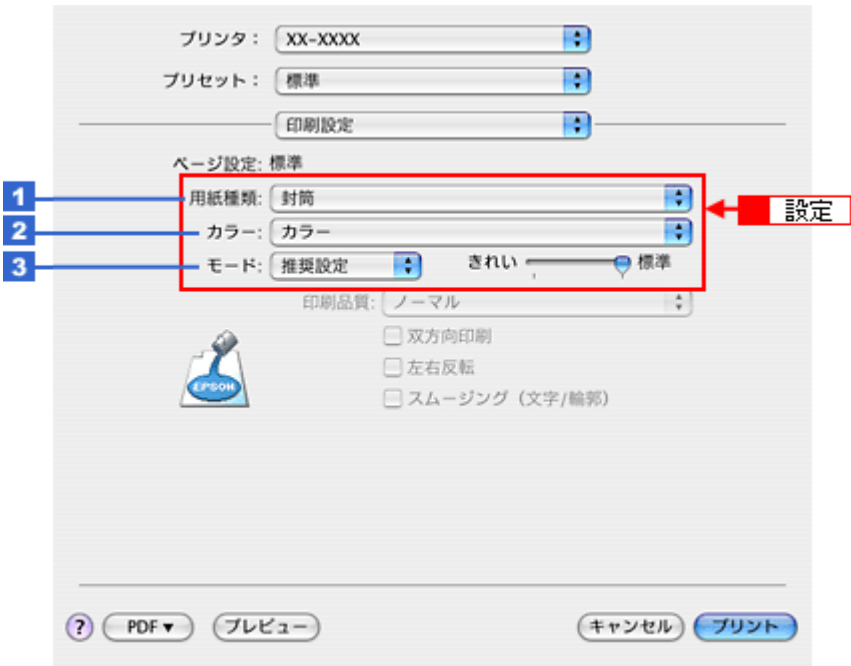 プリンタ： XX-XXXX
プリセット： 標準
印刷設定
ページ設定: 標準
1 用紙種類: 封筒
設定
2 カラー: カラー
3 モード: 推奨設定 きれい 標準
印刷品質: ノーマル
双方向印刷
左右反転
スムージング（文字/輪郭）
EPSON
? PDF▼ プレビュー キャンセル プリント